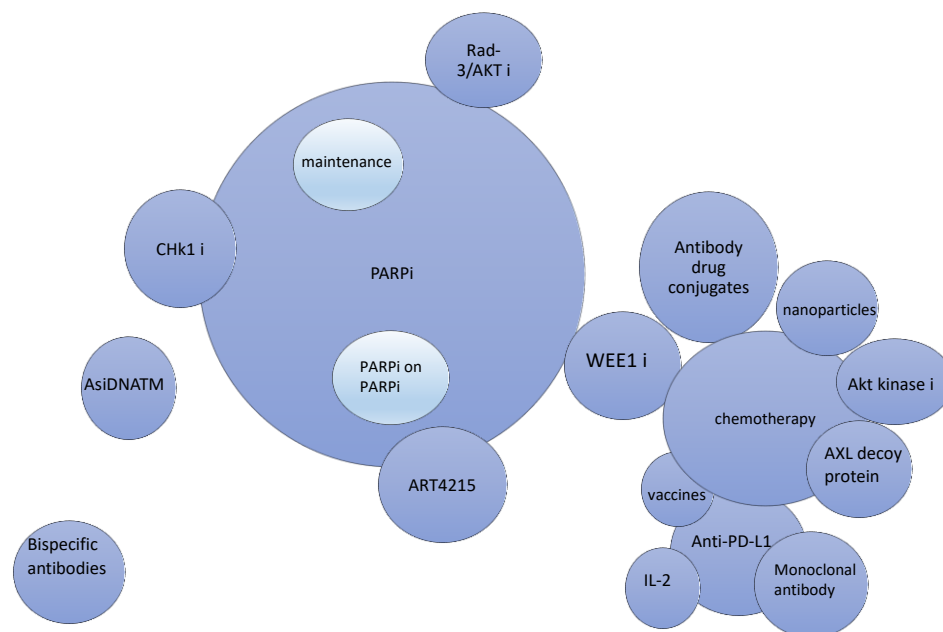 Rad-
3/AKT i
maintenance
CHk1 i
PARPi
Antibody
drug
conjugates
nanoparticles
PARPi on
PARPi
WEE1 i
AsiDNATM
Akt kinase i
chemotherapy
AXL decoy
protein
ART4215
vaccines
Anti-PD-L1
Bispecific
antibodies
IL-2
Monoclonal
antibody